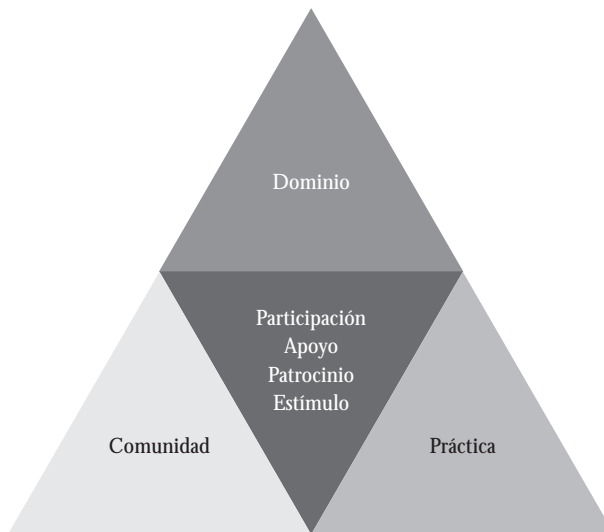 Dominio
Participación
Apoyo
Patrocinio
Estímulo
Comunidad
Práctica